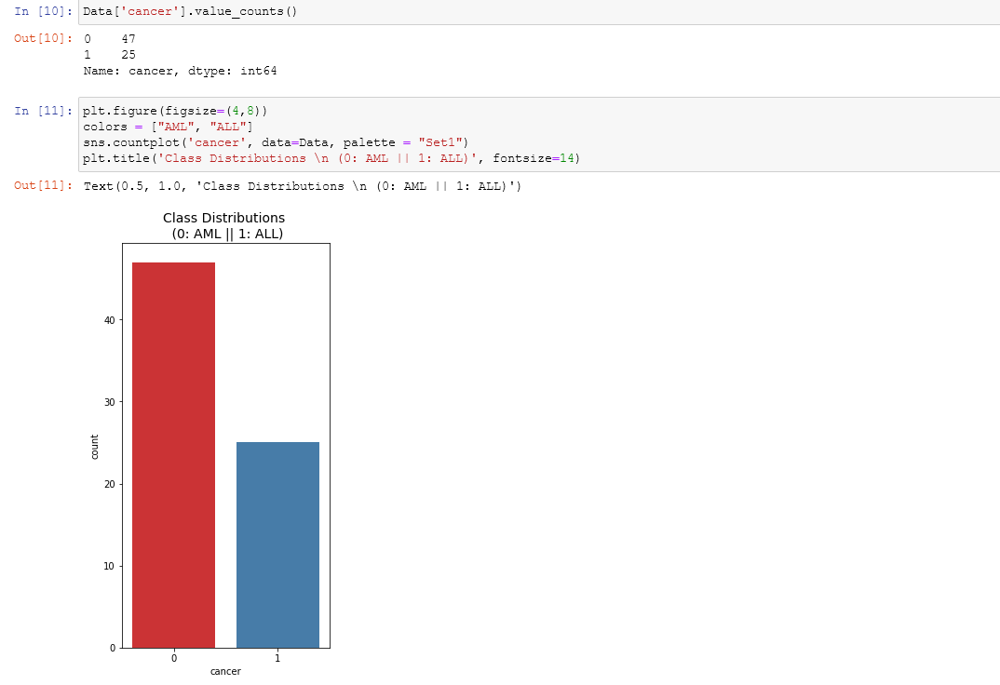 In [10]: Data['cancer'].value_counts()
Out[10]: 0    47
1    25
Name: cancer, dtype: int64
In [11]: plt.figure(figsize=(4,8))
colors = ["AML", "ALL"]
sns.countplot('cancer', data=Data, palette = "Set1")
plt.title('Class Distributions \n (0: AML || 1: ALL)', fontsize=14)
Out[11]: Text(0.5, 1.0, 'Class Distributions \n (0: AML || 1: ALL)')
Class Distributions
(0: AML || 1: ALL)
40
30
count
20
10
0
0 1
cancer